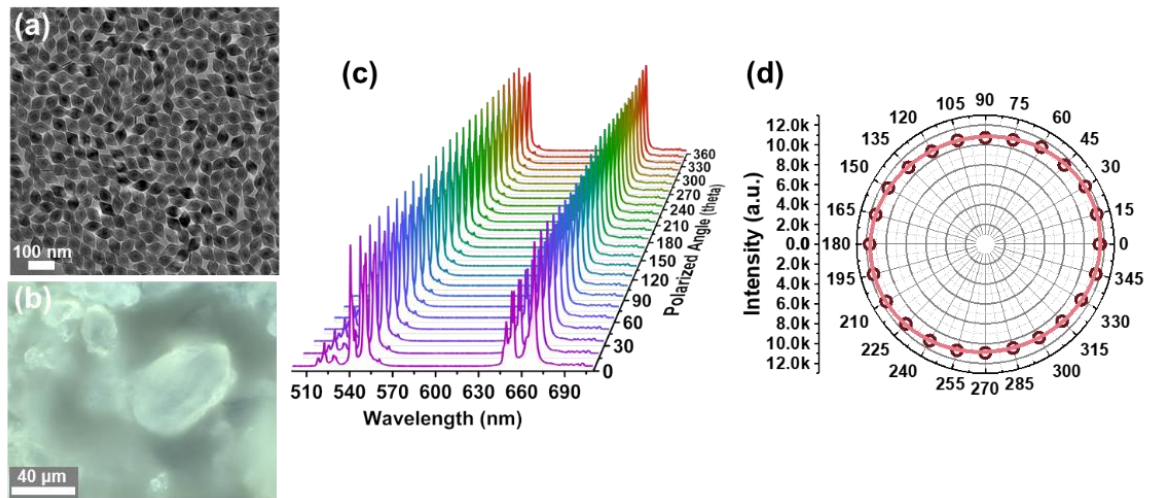 (a)
100 nm
(b)
40 µm
(c)
360
330
300
270
240
210
180
150
120
90
60
30
0
Polarized Angle (theta)
510 540 570 600 630 660 690
Wavelength (nm)
(d)
12.0k
10.0k
8.0k
6.0k
4.0k
2.0k
0.0
2.0k
4.0k
6.0k
8.0k
10.0k
12.0k
Intensity (a.u.)
90
75
60
45
30
15
0
345
330
315
300
285
270
255
240
225
210
195
180
165
150
135
120
105